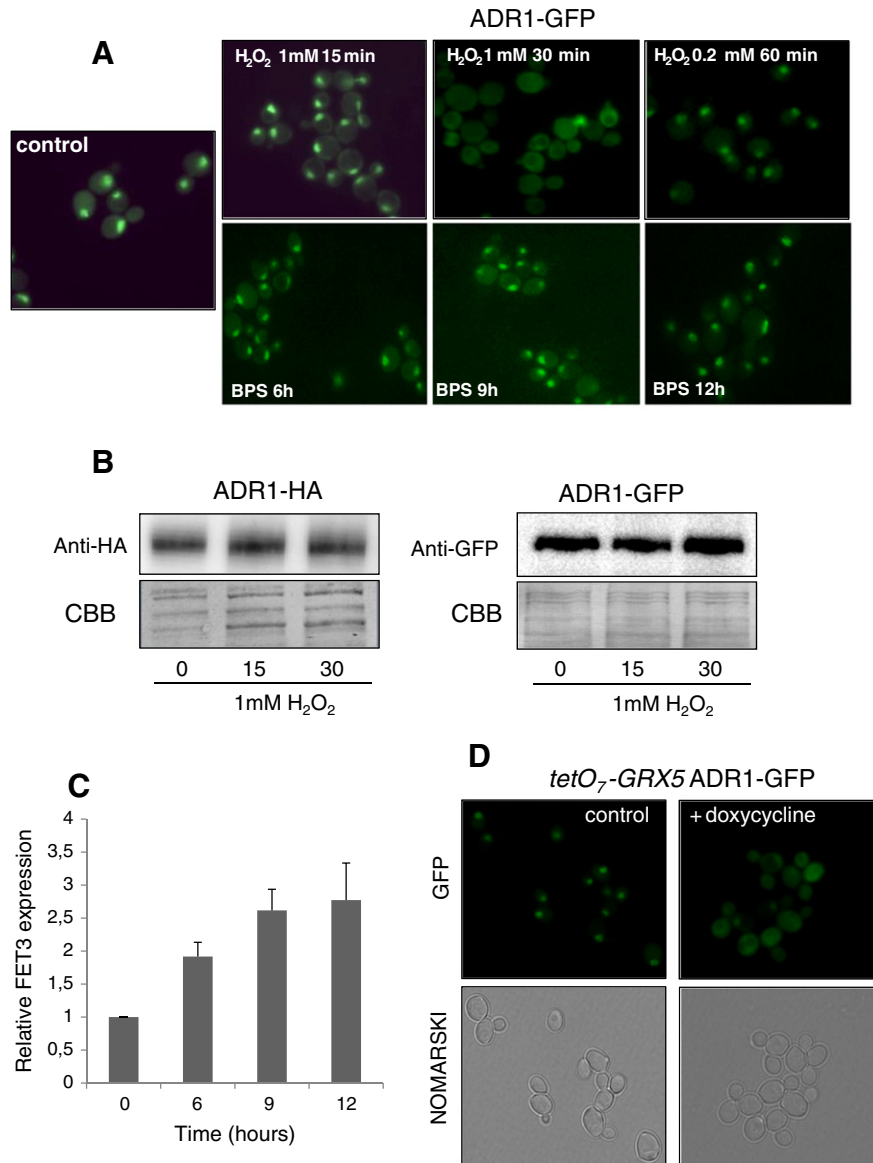 ADR1-GFP
A
control
H₂O₂ 1mM 15 min
H₂O₂ 1 mM 30 min
H₂O₂ 0.2 mM 60 min
BPS 6h
BPS 9h
BPS 12h
B
ADR1-HA
Anti-HA
CBB
0 15 30
1mM H₂O₂
ADR1-GFP
Anti-GFP
CBB
0 15 30
1mM H₂O₂
C
Relative FET3 expression
4
3,5
3
2,5
2
1,5
1
0,5
0
0 6 9 12
Time (hours)
D
tetO₇-GRX5 ADR1-GFP
control
+ doxycycline
GFP
NOMARSKI